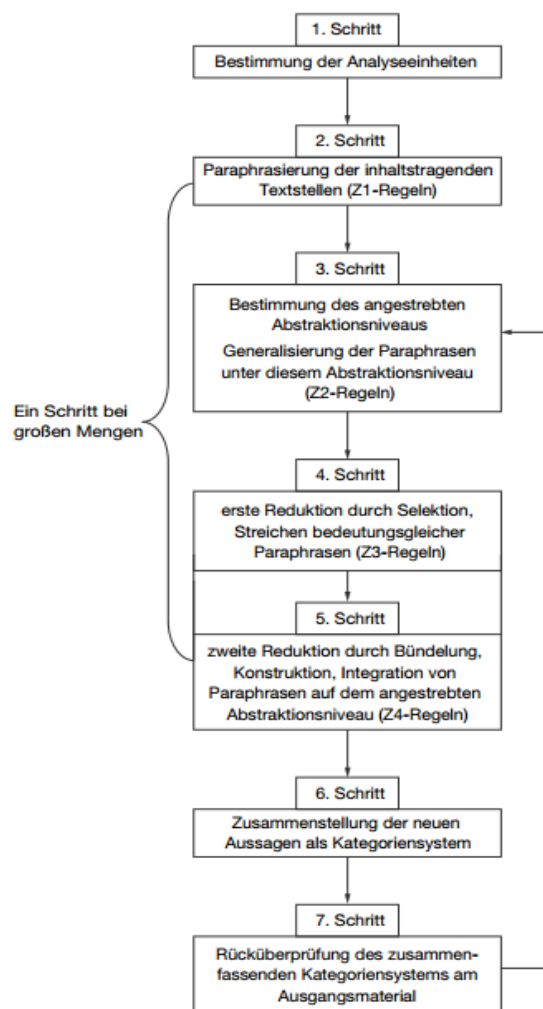 1. Schritt
Bestimmung der Analyseeinheiten
2. Schritt
Paraphrasierung der inhaltstragenden
Textstellen (Z1-Regeln)
3. Schritt
Bestimmung des angestrebten
Abstraktionsniveaus
Generalisierung der Paraphrasen
unter diesem Abstraktionsniveau
(Z2-Regeln)
Ein Schritt bei
großen Mengen
4. Schritt
erste Reduktion durch Selektion,
Streichen bedeutungsgleicher
Paraphrasen (Z3-Regeln)
5. Schritt
zweite Reduktion durch Bündelung,
Konstruktion, Integration von
Paraphrasen auf dem angestrebten
Abstraktionsniveau (Z4-Regeln)
6. Schritt
Zusammenstellung der neuen
Aussagen als Kategoriensystem
7. Schritt
Rücküberprüfung des zusammen-
fassenden Kategoriensystems am
Ausgangsmaterial